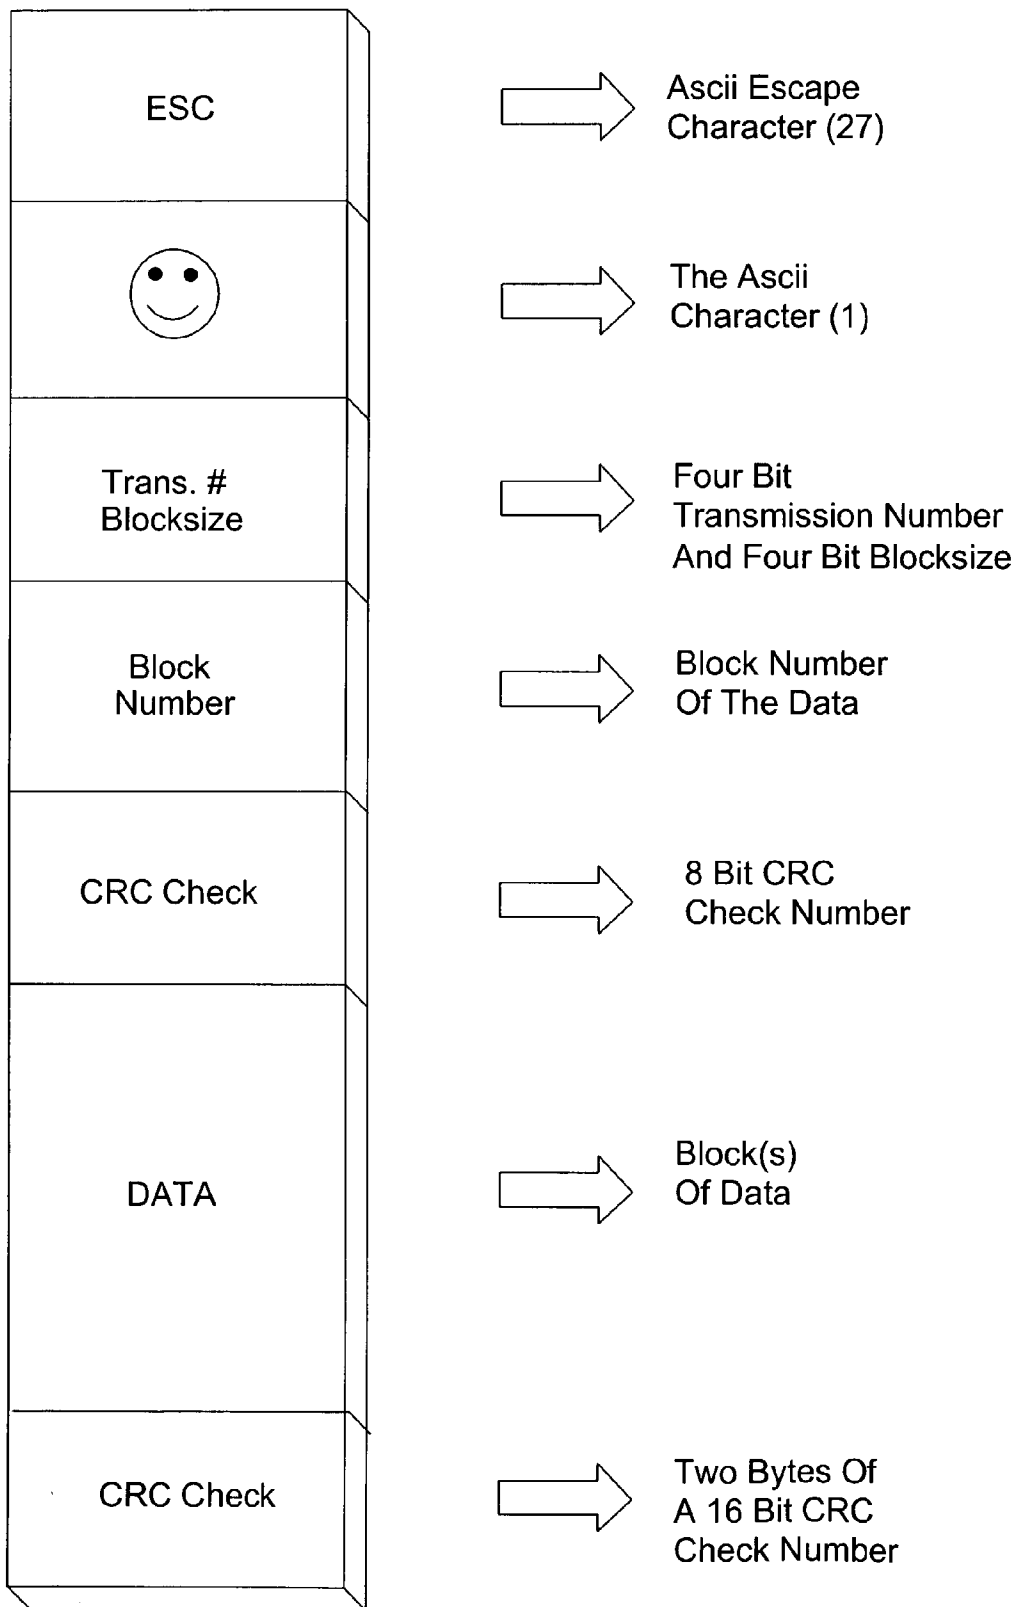 ESC
Ascii Escape
Character (27)
The Ascii
Character (1)
Trans. #
Blocksize
Four Bit
Transmission Number
And Four Bit Blocksize
Block
Number
Block Number
Of The Data
CRC Check
8 Bit CRC
Check Number
DATA
Block(s)
Of Data
CRC Check
Two Bytes Of
A 16 Bit CRC
Check Number